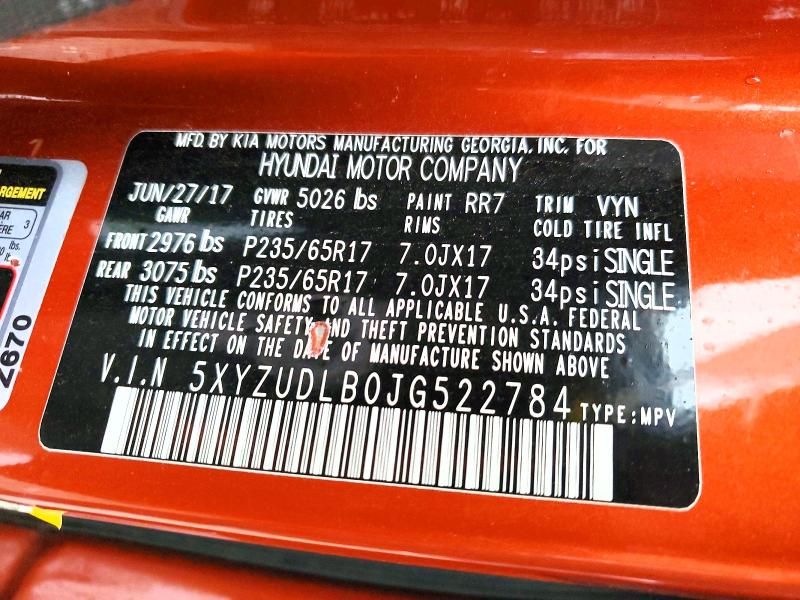 MFD BY KIA MOTORS MANUFACTURING GEORGIA, INC. FOR
HYUNDAI MOTOR COMPANY
JUN/27/17 GVWR 5026 lbs PAINT RR7 TRIM VYN
GAWR TIRES RIMS COLD TIRE INFL
FRONT 2976 lbs P235/65R17 7.0JX17 34psi SINGLE
REAR 3075 lbs P235/65R17 7.0JX17 34psi SINGLE
THIS VEHICLE CONFORMS TO ALL APPLICABLE U.S.A. FEDERAL
MOTOR VEHICLE SAFETY AND THEFT PREVENTION STANDARDS
IN EFFECT ON THE DATE OF MANUFACTURE SHOWN ABOVE
V.I.N 5XYZUDLB0JG522784 TYPE:MPV
3
lbs.
Z670